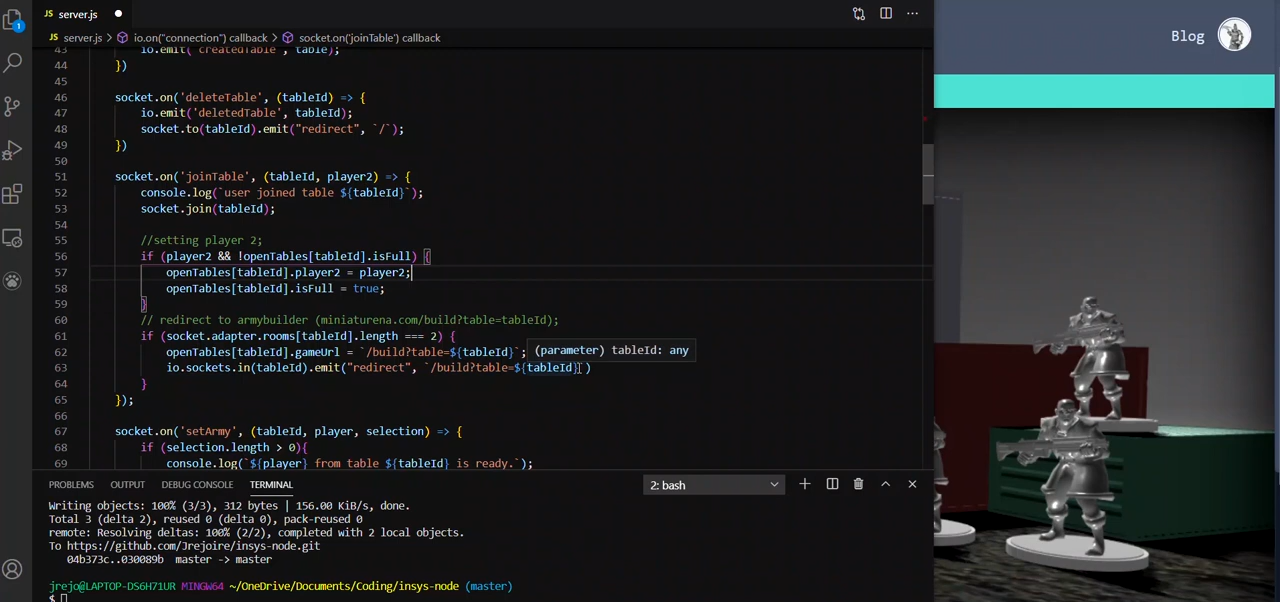 JS server.js ●
JS server.js > io.on("connection") callback > socket.on('joinTable') callback
43 io.emit('createdTable', table);
44 })
45
46 socket.on('deleteTable', (tableId) => {
47 io.emit('deletedTable', tableId);
48 socket.to(tableId).emit("redirect", `/`);
49 })
50
51 socket.on('joinTable', (tableId, player2) => {
52 console.log(`user joined table ${tableId}`);
53 socket.join(tableId);
54
55 //setting player 2;
56 if (player2 && !openTables[tableId].isFull) {
57 openTables[tableId].player2 = player2;
58 openTables[tableId].isFull = true;
59 }
60 // redirect to armybuilder (miniaturena.com/build?table=tableId);
61 if (socket.adapter.rooms[tableId].length === 2) {
62 openTables[tableId].gameUrl = `/build?table=${tableId}`;
(parameter) tableId: any
63 io.sockets.in(tableId).emit("redirect", `/build?table=${tableId}`)
64 }
65 });
66
67 socket.on('setArmy', (tableId, player, selection) => {
68 if (selection.length > 0){
69 console.log(`${player} from table ${tableId} is ready.`);
1
PROBLEMS OUTPUT DEBUG CONSOLE TERMINAL 2: bash
Writing objects: 100% (3/3), 312 bytes | 156.00 KiB/s, done.
Total 3 (delta 2), reused 0 (delta 0), pack-reused 0
remote: Resolving deltas: 100% (2/2), completed with 2 local objects.
To https://github.com/Jrejoire/insys-node.git
04b373c..030089b master -> master
jrejo@LAPTOP-DS6H71UR MINGW64 ~/OneDrive/Documents/Coding/insys-node (master)
$
Blog